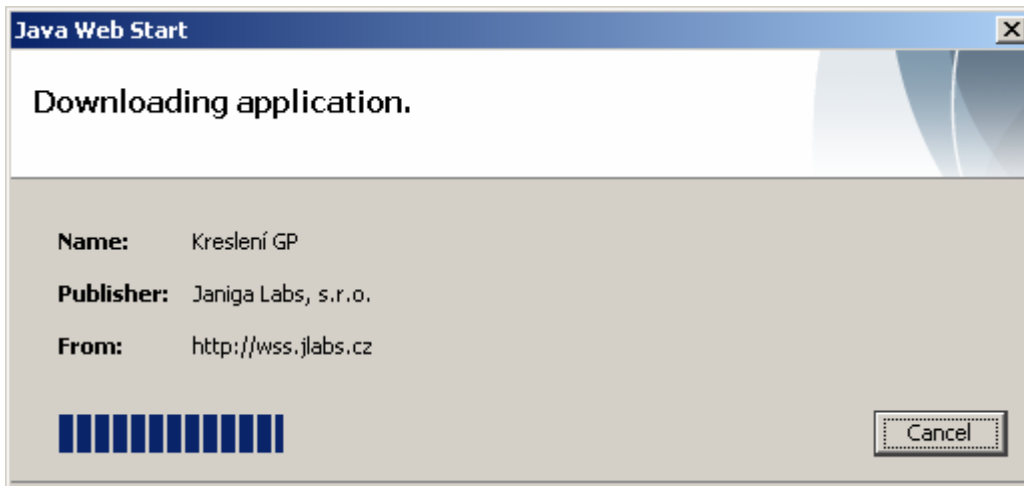 Java Web Start
Downloading application.
Name: Kreslení GP
Publisher: Janiga Labs, s.r.o.
From: http://wss.jlabs.cz
Cancel